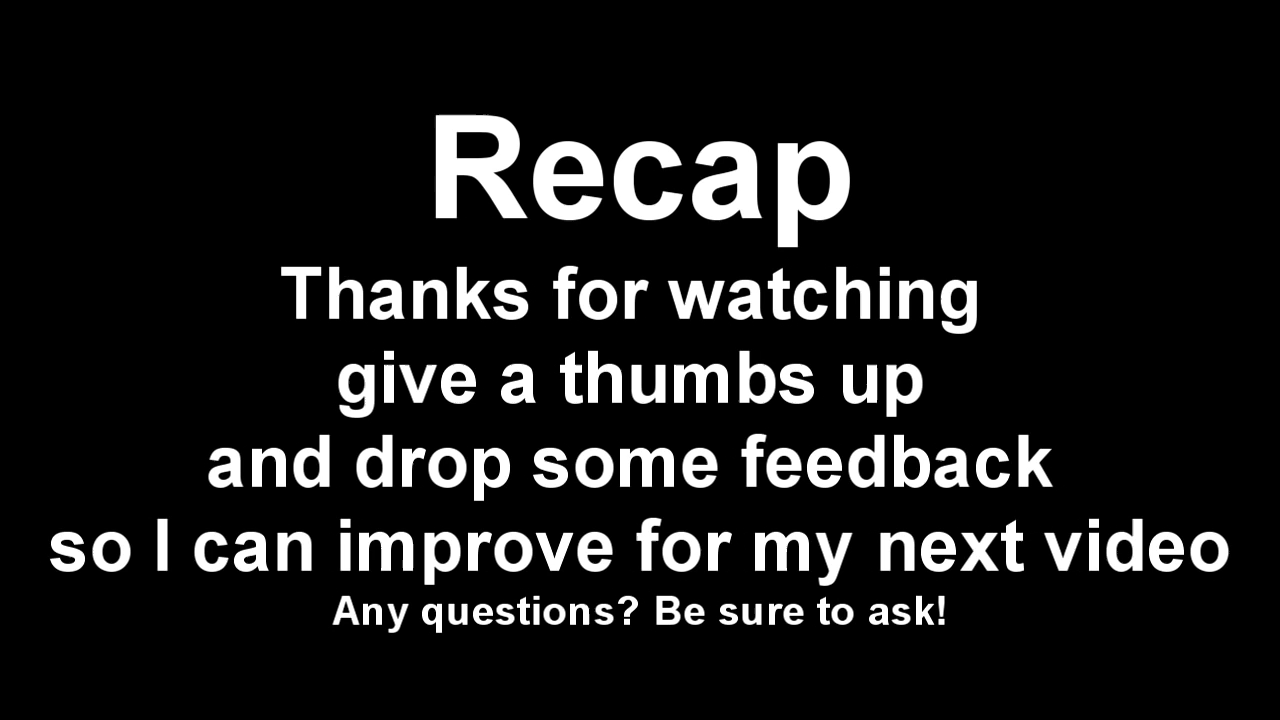 Recap
Thanks for watching
give a thumbs up
and drop some feedback
so I can improve for my next video
Any questions? Be sure to ask!